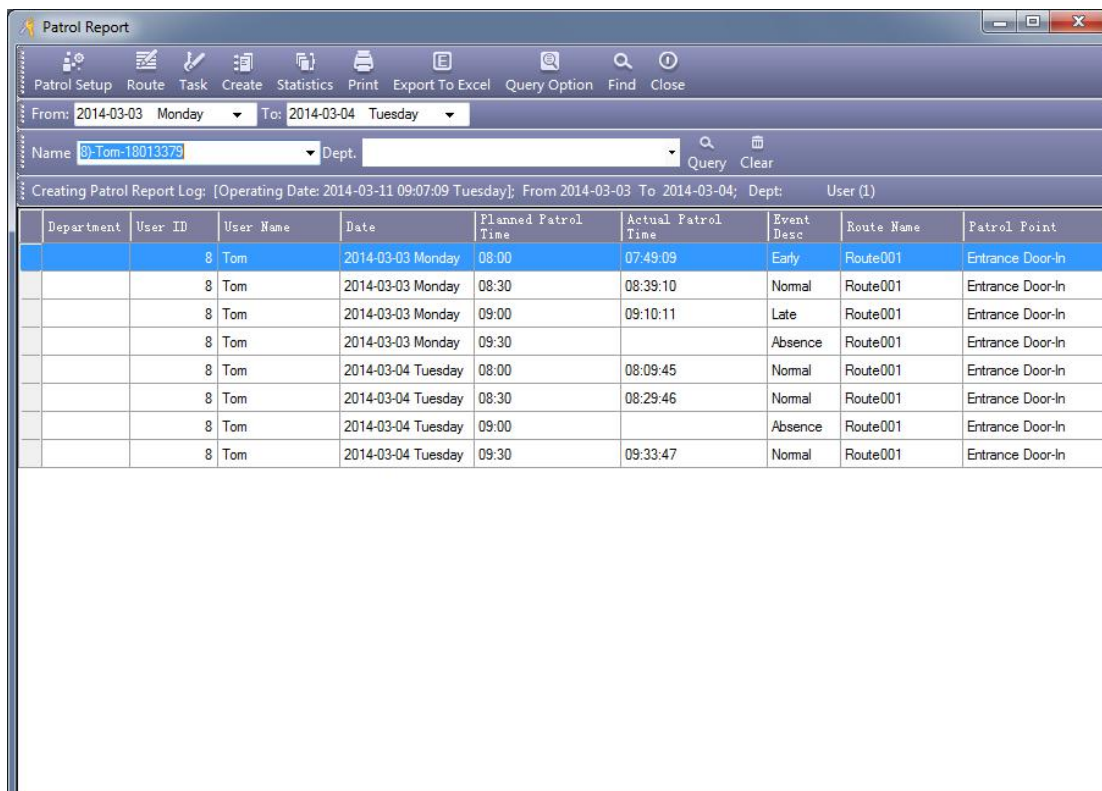 Patrol Report
Patrol Setup Route Task Create Statistics Print Export To Excel Query Option Find Close
From: 2014-03-03 Monday To: 2014-03-04 Tuesday
Name 8)-Tom-18013379 Dept. Query Clear
Creating Patrol Report Log: [Operating Date: 2014-03-11 09:07:09 Tuesday]; From 2014-03-03 To 2014-03-04; Dept: User (1)
Department User ID User Name Date Planned Patrol Time Actual Patrol Time Event Desc Route Name Patrol Point
8 Tom 2014-03-03 Monday 08:00 07:49:09 Early Route001 Entrance Door-In
8 Tom 2014-03-03 Monday 08:30 08:39:10 Normal Route001 Entrance Door-In
8 Tom 2014-03-03 Monday 09:00 09:10:11 Late Route001 Entrance Door-In
8 Tom 2014-03-03 Monday 09:30 Absence Route001 Entrance Door-In
8 Tom 2014-03-04 Tuesday 08:00 08:09:45 Normal Route001 Entrance Door-In
8 Tom 2014-03-04 Tuesday 08:30 08:29:46 Normal Route001 Entrance Door-In
8 Tom 2014-03-04 Tuesday 09:00 Absence Route001 Entrance Door-In
8 Tom 2014-03-04 Tuesday 09:30 09:33:47 Normal Route001 Entrance Door-In